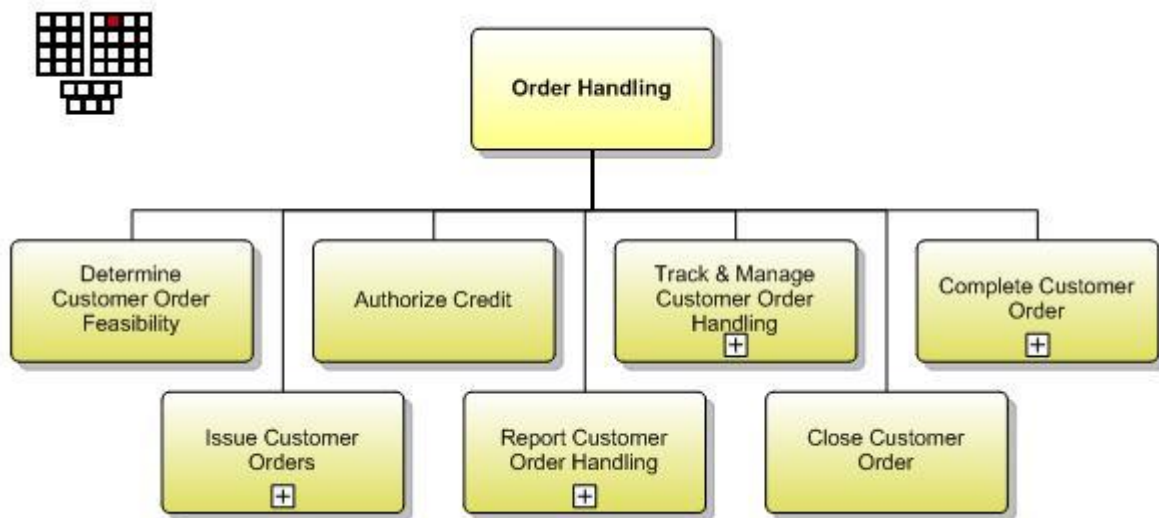 Order Handling
Determine
Customer Order
Feasibility
Authorize Credit
Track & Manage
Customer Order
Handling
Complete Customer
Order
Issue Customer
Orders
Report Customer
Order Handling
Close Customer
Order